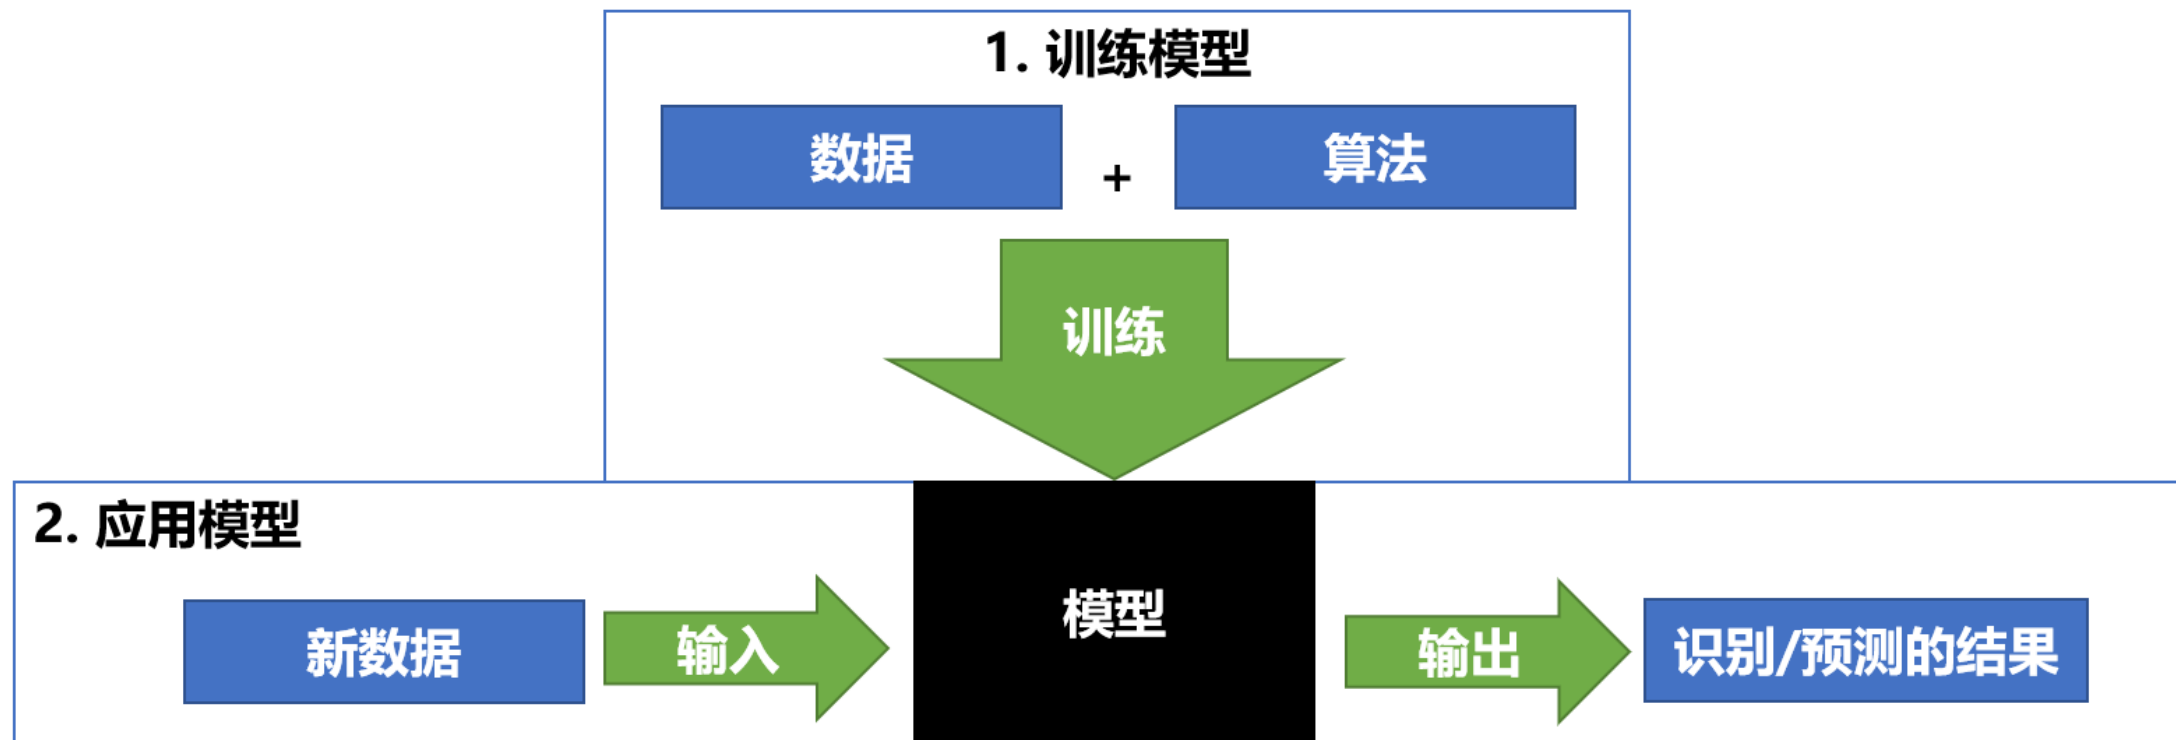 1. 训练模型
数据 + 算法
训练
2. 应用模型
模型
新数据
输入
输出
识别/预测的结果